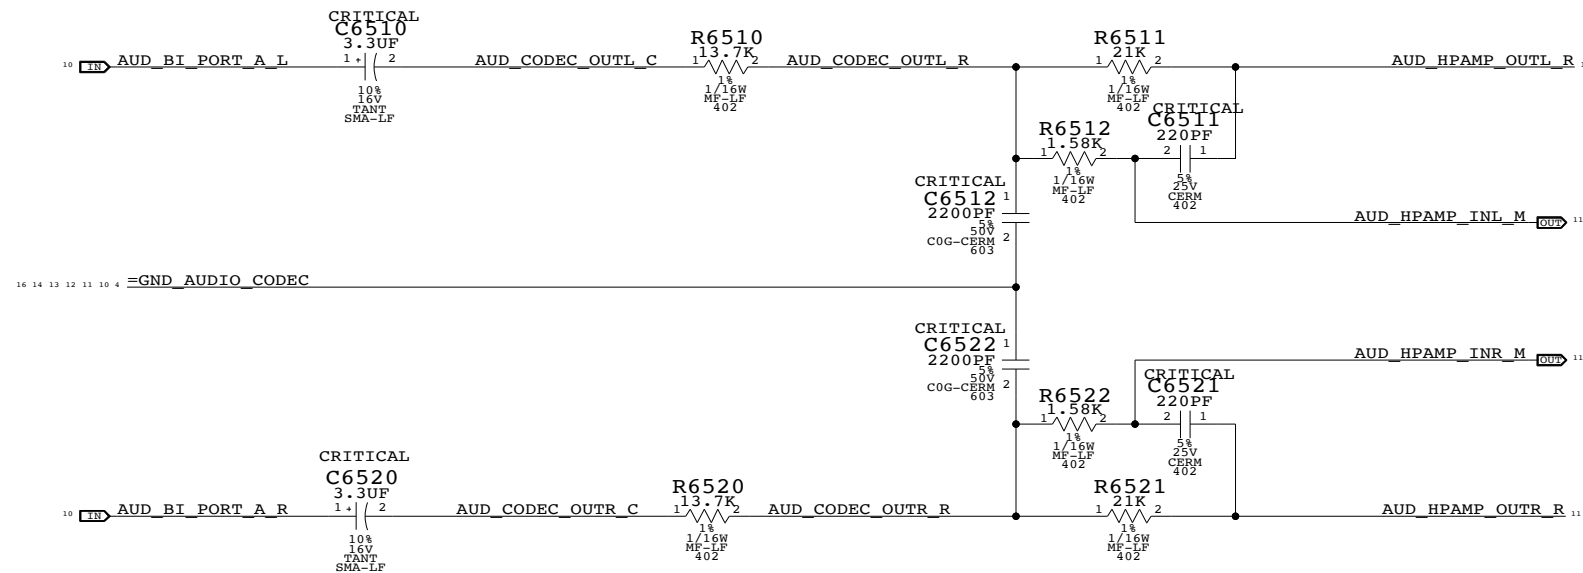 CRITICAL
C6510
3.3UF
1 + 2
10%
16V
TANT
SMA-LF
10 IN AUD_BI_PORT_A_L
AUD_CODEC_OUTL_C
R6510
13.7K
1 2
1%
1/16W
MF-LF
402
AUD_CODEC_OUTL_R
R6511
21K
1 2
1%
1/16W
MF-LF
402
AUD_HPAMP_OUTL_R
CRITICAL
C6511
220PF
2 1
5%
25V
CERM
402
R6512
1.58K
1 2
1%
1/16W
MF-LF
402
CRITICAL
C6512 1
2200PF
5%
50V
C0G-CERM 2
603
AUD_HPAMP_INL_M OUT 11
16 14 13 12 11 10 4 =GND_AUDIO_CODEC
CRITICAL
C6522 1
2200PF
5%
50V
C0G-CERM 2
603
AUD_HPAMP_INR_M OUT 11
CRITICAL
C6521
220PF
2 1
5%
25V
CERM
402
R6522
1.58K
1 2
1%
1/16W
MF-LF
402
CRITICAL
C6520
3.3UF
1 + 2
10%
16V
TANT
SMA-LF
10 IN AUD_BI_PORT_A_R
AUD_CODEC_OUTR_C
R6520
13.7K
1 2
1%
1/16W
MF-LF
402
AUD_CODEC_OUTR_R
R6521
21K
1 2
1%
1/16W
MF-LF
402
AUD_HPAMP_OUTR_R 11